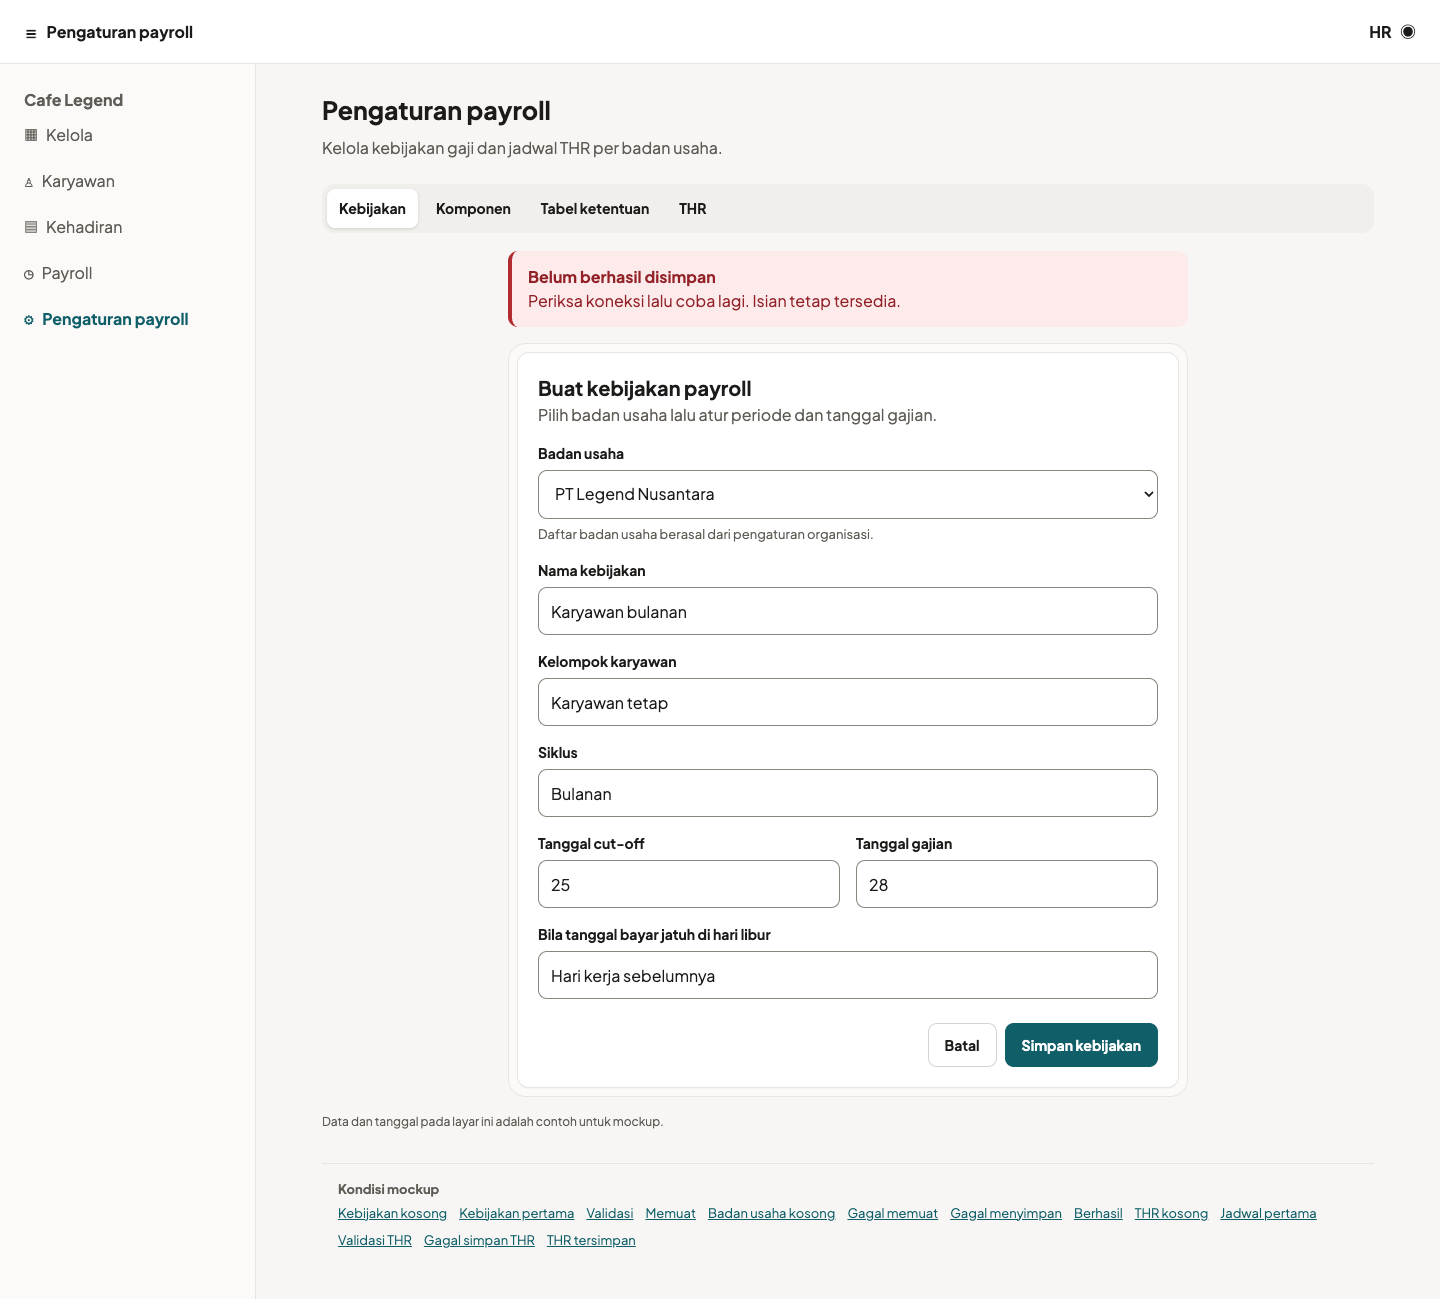 Pengaturan payroll
HR
Cafe Legend
Kelola
Karyawan
Kehadiran
Payroll
Pengaturan payroll
Pengaturan payroll
Kelola kebijakan gaji dan jadwal THR per badan usaha.
Kebijakan Komponen Tabel ketentuan THR
Belum berhasil disimpan
Periksa koneksi lalu coba lagi. Isian tetap tersedia.
Buat kebijakan payroll
Pilih badan usaha lalu atur periode dan tanggal gajian.
Badan usaha
PT Legend Nusantara
Daftar badan usaha berasal dari pengaturan organisasi.
Nama kebijakan
Karyawan bulanan
Kelompok karyawan
Karyawan tetap
Siklus
Bulanan
Tanggal cut-off Tanggal gajian
25 28
Bila tanggal bayar jatuh di hari libur
Hari kerja sebelumnya
Batal Simpan kebijakan
Data dan tanggal pada layar ini adalah contoh untuk mockup.
Kondisi mockup
Kebijakan kosong Kebijakan pertama Validasi Memuat Badan usaha kosong Gagal memuat Gagal menyimpan Berhasil THR kosong Jadwal pertama
Validasi THR Gagal simpan THR THR tersimpan